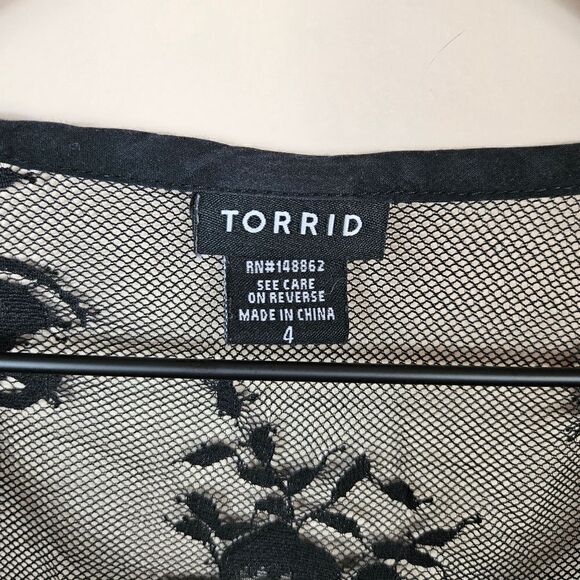 TORRID
RN#148862
SEE CARE
ON REVERSE
MADE IN CHINA
4